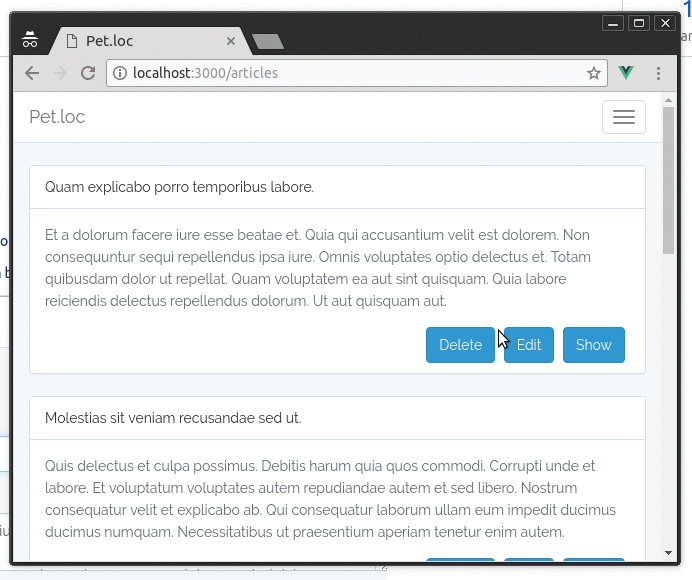 Pet.loc
localhost:3000/articles
Pet.loc
Quam explicabo porro temporibus labore.
Et a dolorum facere iure esse beatae et. Quia qui accusantium velit est dolorem. Non
consequuntur sequi repellendus ipsa iure. Omnis voluptates optio delectus et. Totam
quibusdam dolor ut repellat. Quam voluptatem ea aut sint quisquam. Quia labore
reiciendis delectus repellendus dolorum. Ut aut quisquam aut.
Delete Edit Show
Molestias sit veniam recusandae sed ut.
Quis delectus et culpa possimus. Debitis harum quia quos commodi. Corrupti unde et
labore. Et voluptatum voluptates autem repudiandae autem et sed libero. Nostrum
consequatur velit et explicabo ab. Qui consequatur laborum ullam eum impedit ducimus
ducimus numquam. Necessitatibus ut praesentium aperiam tenetur enim autem.